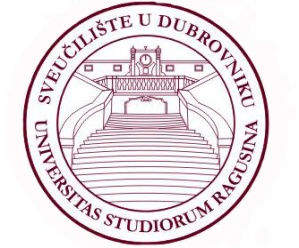 SVEUČILIŠTE U DUBROVNIKU
UNIVERSITAS STUDIORUM RAGUSINA